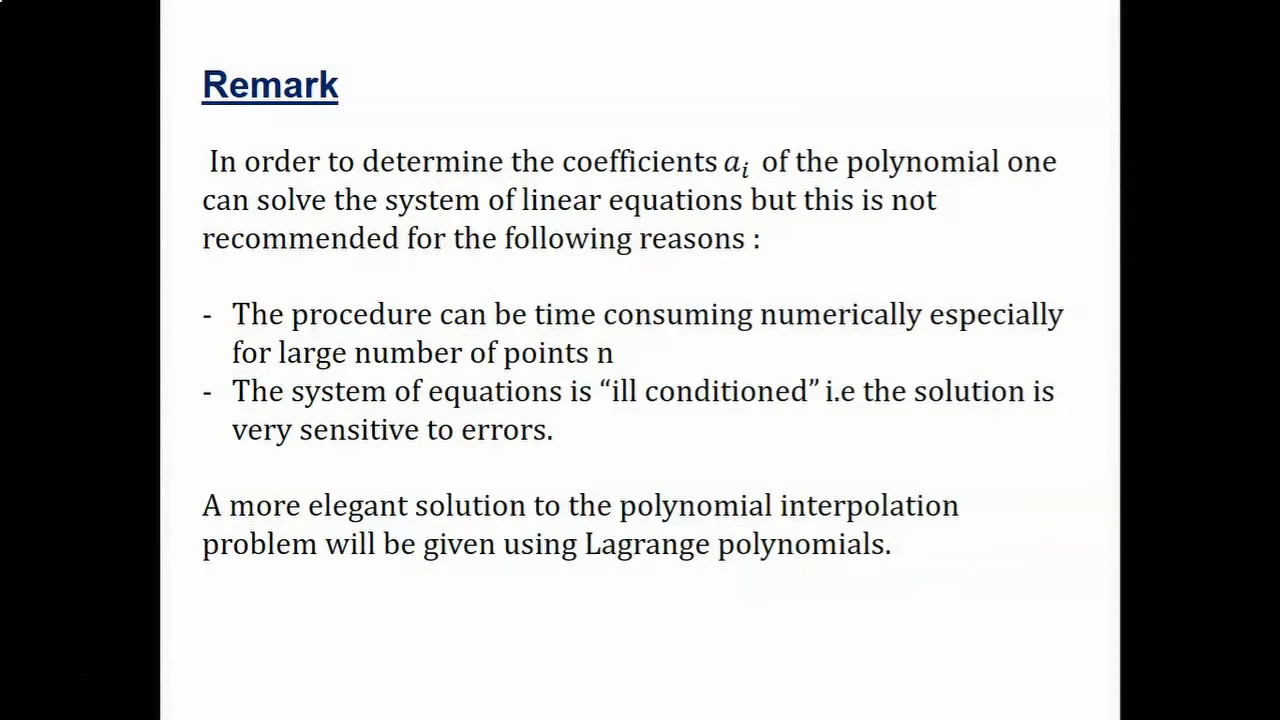 Remark
In order to determine the coefficients aᵢ of the polynomial one
can solve the system of linear equations but this is not
recommended for the following reasons :
- The procedure can be time consuming numerically especially
for large number of points n
- The system of equations is “ill conditioned” i.e the solution is
very sensitive to errors.
A more elegant solution to the polynomial interpolation
problem will be given using Lagrange polynomials.